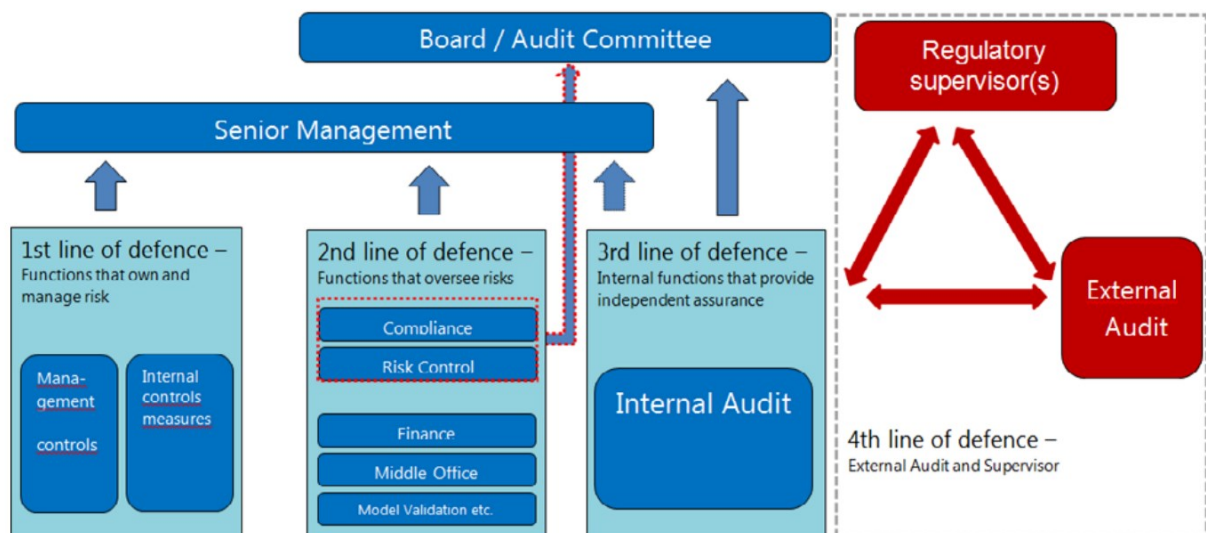 Board / Audit Committee
Regulatory
supervisor(s)
Senior Management
1st line of defence –
Functions that own and
manage risk
Mana-
gement
controls
Internal
controls
measures
2nd line of defence –
Functions that oversee risks
Compliance
Risk Control
Finance
Middle Office
Model Validation etc.
3rd line of defence –
Internal functions that provide
independent assurance
Internal Audit
External
Audit
4th line of defence –
External Audit and Supervisor